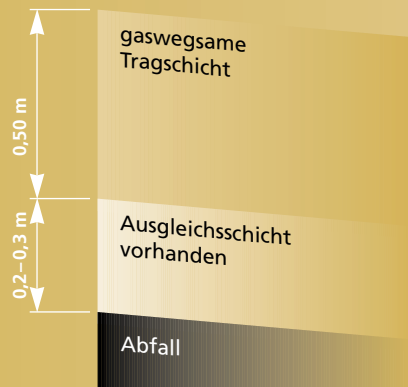 gaswegsame
Tragschicht
0,50 m
Ausgleichsschicht
vorhanden
0,2–0,3 m
Abfall